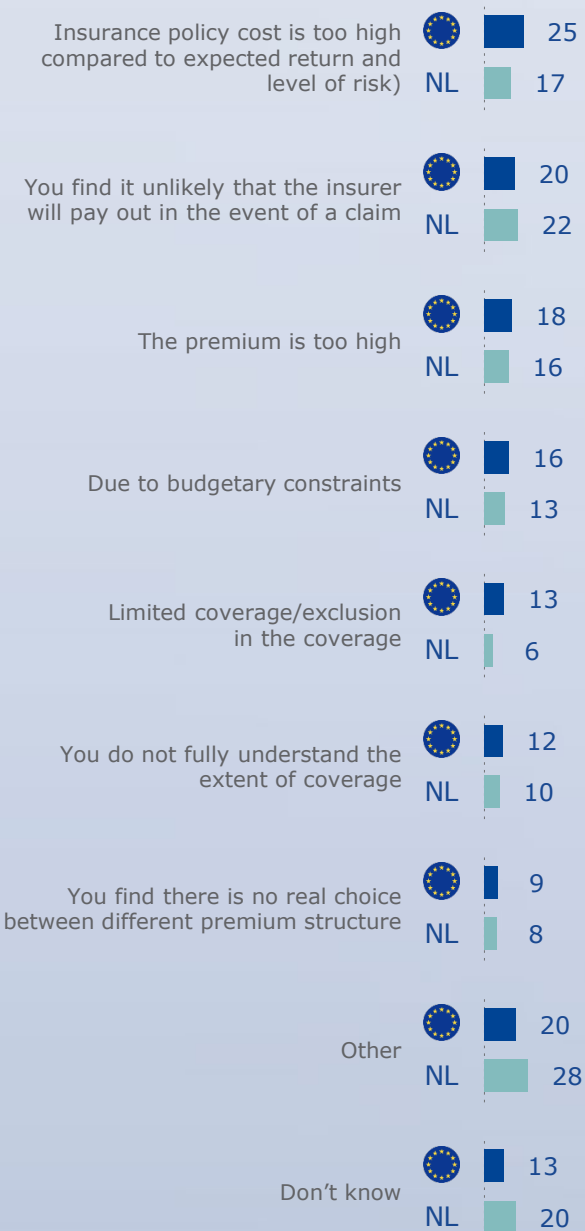 Insurance policy cost is too high
compared to expected return and
level of risk)
25
NL 17
You find it unlikely that the insurer
will pay out in the event of a claim
20
NL 22
The premium is too high
18
NL 16
Due to budgetary constraints
16
NL 13
Limited coverage/exclusion
in the coverage
13
NL 6
You do not fully understand the
extent of coverage
12
NL 10
You find there is no real choice
between different premium structure
9
NL 8
Other
20
NL 28
Don't know
13
NL 20